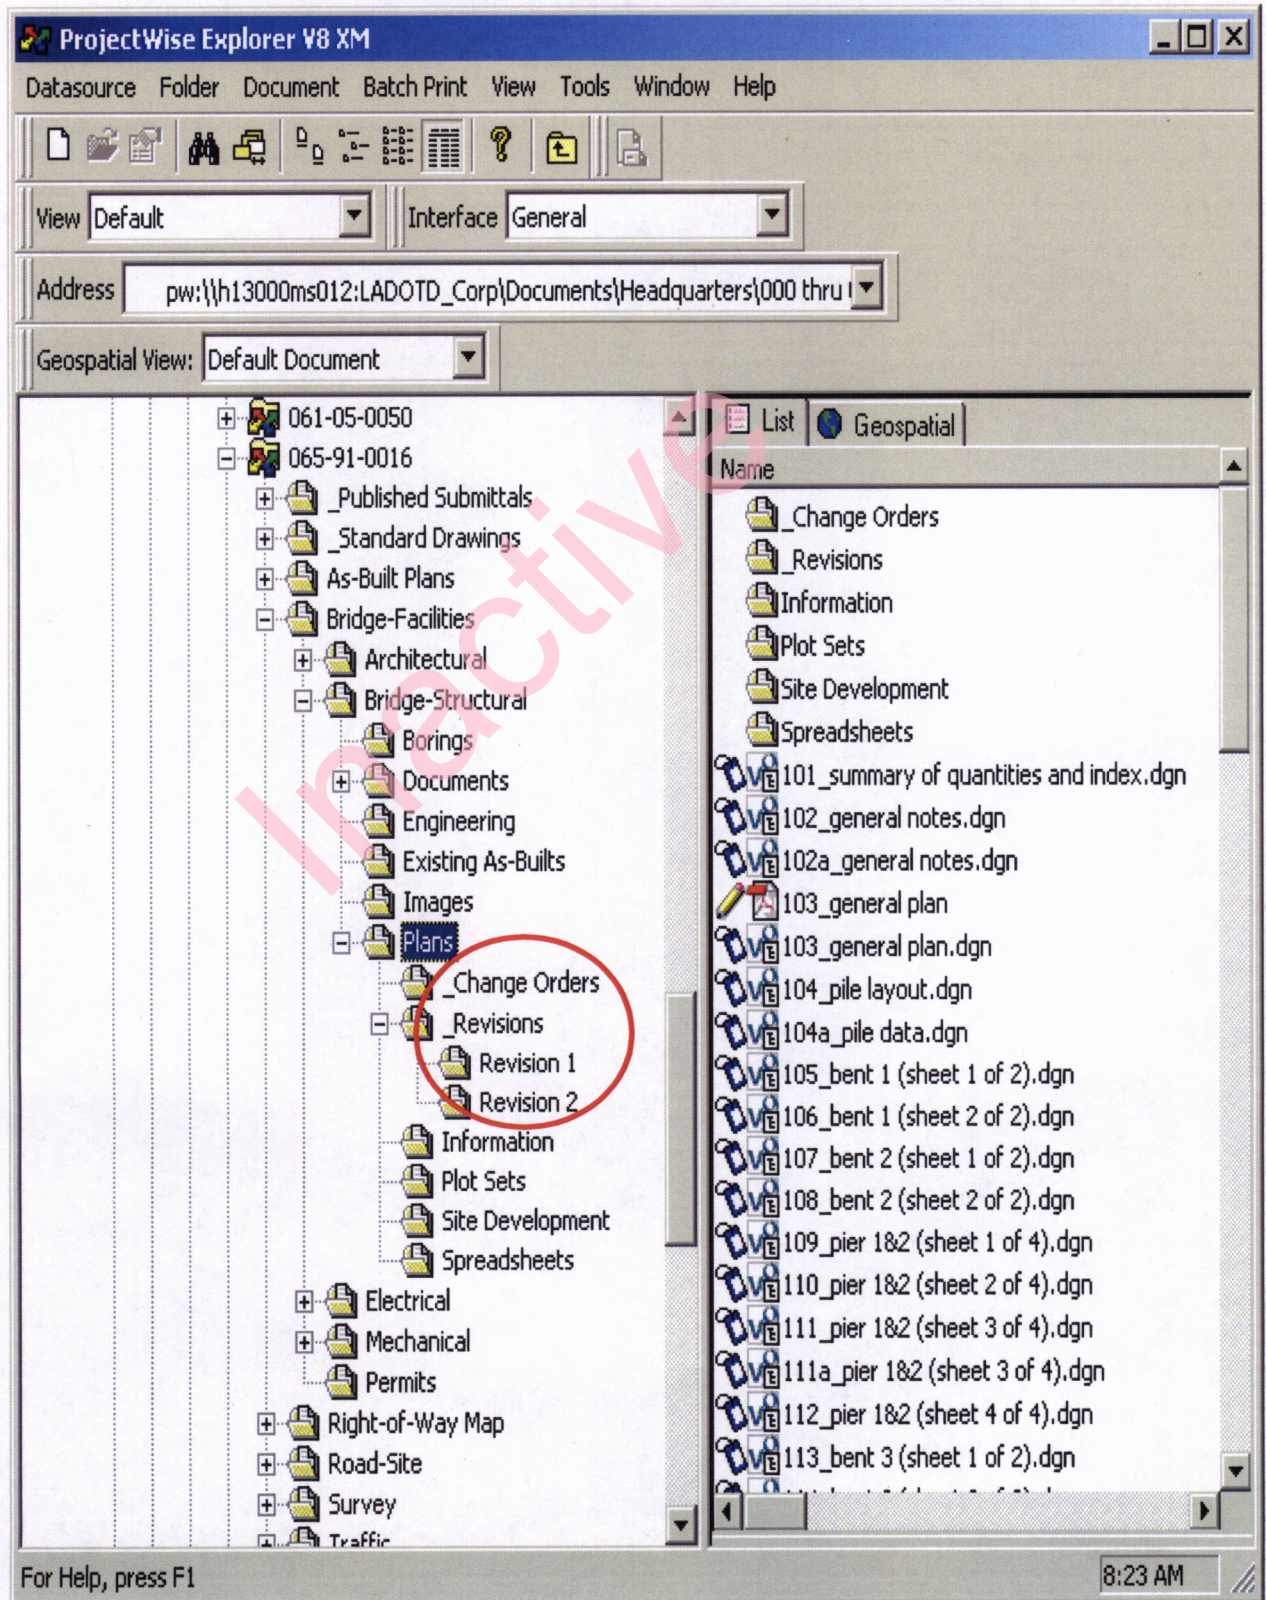 ProjectWise Explorer V8 XM
Datasource Folder Document Batch Print View Tools Window Help
View Default Interface General
Address pw:\\h13000ms012:LADOTD_Corp\Documents\Headquarters\000 thru
Geospatial View: Default Document
061-05-0050
065-91-0016
_Published Submittals
_Standard Drawings
As-Built Plans
Bridge-Facilities
Architectural
Bridge-Structural
Borings
Documents
Engineering
Existing As-Builts
Images
Plans
_Change Orders
_Revisions
Revision 1
Revision 2
Information
Plot Sets
Site Development
Spreadsheets
Electrical
Mechanical
Permits
Right-of-Way Map
Road-Site
Survey
Traffic
List Geospatial
Name
_Change Orders
_Revisions
Information
Plot Sets
Site Development
Spreadsheets
101_summary of quantities and index.dgn
102_general notes.dgn
102a_general notes.dgn
103_general plan
103_general plan.dgn
104_pile layout.dgn
104a_pile data.dgn
105_bent 1 (sheet 1 of 2).dgn
106_bent 1 (sheet 2 of 2).dgn
107_bent 2 (sheet 1 of 2).dgn
108_bent 2 (sheet 2 of 2).dgn
109_pier 1&2 (sheet 1 of 4).dgn
110_pier 1&2 (sheet 2 of 4).dgn
111_pier 1&2 (sheet 3 of 4).dgn
111a_pier 1&2 (sheet 3 of 4).dgn
112_pier 1&2 (sheet 4 of 4).dgn
113_bent 3 (sheet 1 of 2).dgn
Inactive
For Help, press F1
8:23 AM